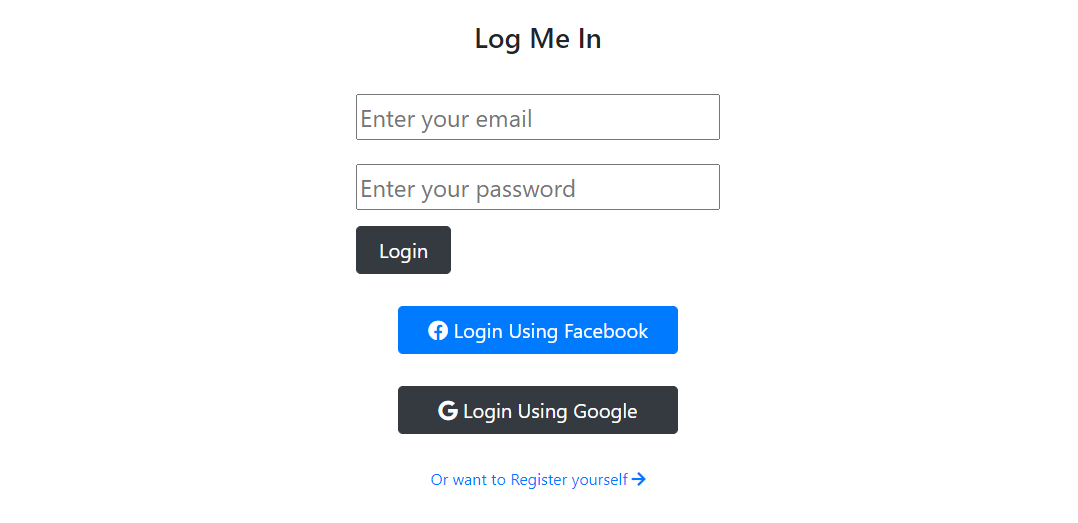 Log Me In
Enter your email
Enter your password
Login
Login Using Facebook
Login Using Google
Or want to Register yourself